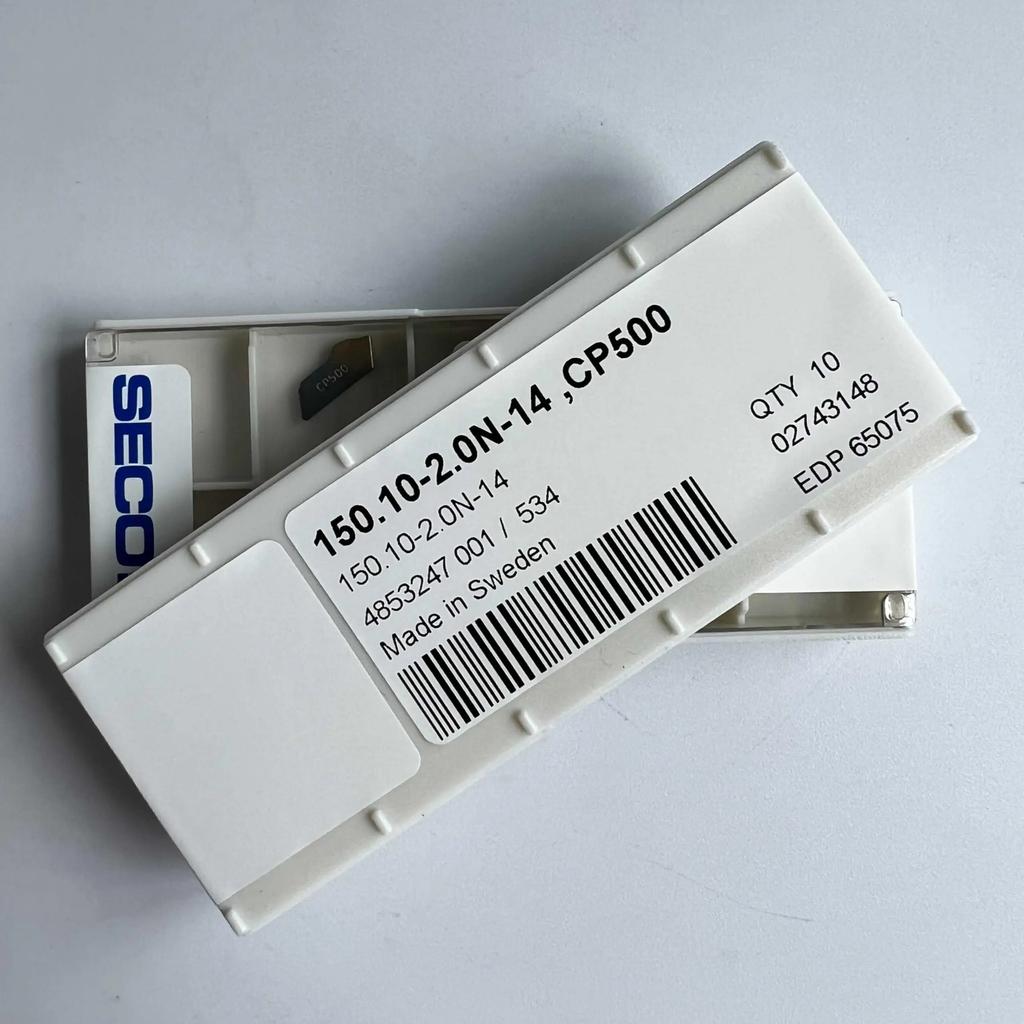 SECO
CP500
150.10-2.0N-14 ,CP500
150.10-2.0N-14
4853247 001 / 534
Made in Sweden
QTY 10
02743148
EDP 65075